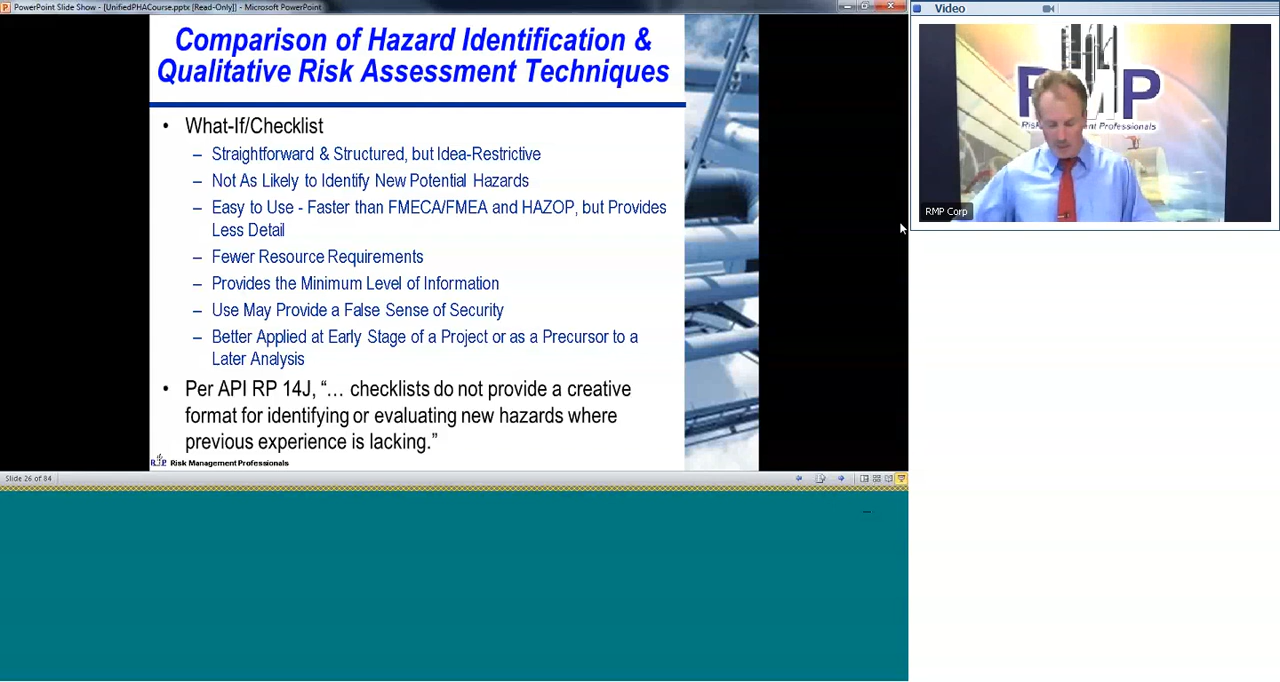 PowerPoint Slide Show - [UnifiedPHACourse.pptx [Read-Only]] - Microsoft PowerPoint
Video
Comparison of Hazard Identification &
Qualitative Risk Assessment Techniques
• What-If/Checklist
– Straightforward & Structured, but Idea-Restrictive
– Not As Likely to Identify New Potential Hazards
– Easy to Use - Faster than FMECA/FMEA and HAZOP, but Provides
Less Detail
– Fewer Resource Requirements
– Provides the Minimum Level of Information
– Use May Provide a False Sense of Security
– Better Applied at Early Stage of a Project or as a Precursor to a
Later Analysis
• Per API RP 14J, “… checklists do not provide a creative
format for identifying or evaluating new hazards where
previous experience is lacking.”
RMP Risk Management Professionals
Slide 26 of 84
RMP
Management Professionals
RMP Corp